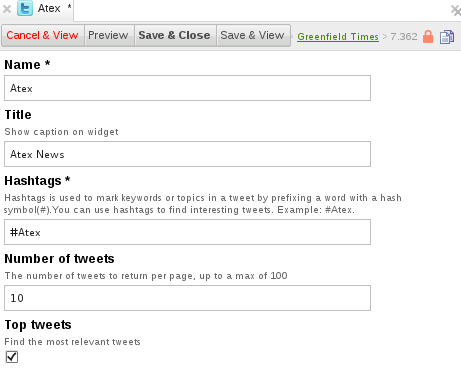 Atex *
Cancel & View Preview Save & Close Save & View Greenfield Times > 7.362
Name *
Atex
Title
Show caption on widget
Atex News
Hashtags *
Hashtags is used to mark keywords or topics in a tweet by prefixing a word with a hash
symbol(#).You can use hashtags to find interesting tweets. Example: #Atex.
#Atex
Number of tweets
The number of tweets to return per page, up to a max of 100
10
Top tweets
Find the most relevant tweets